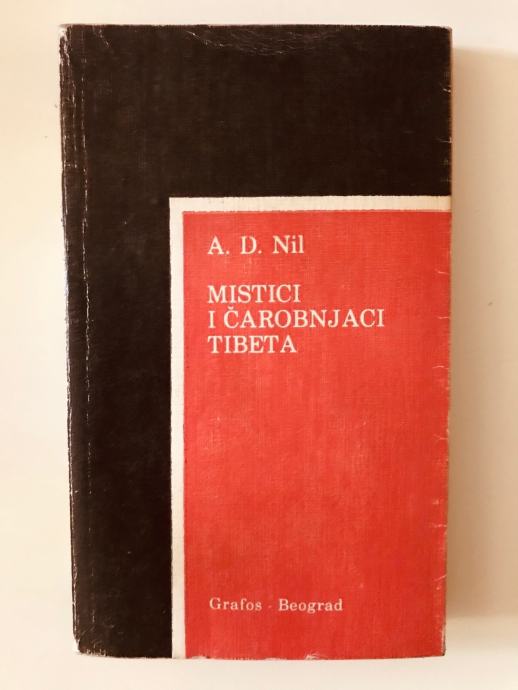 A. D. Nil
MISTICI
I ČAROBNJACI
TIBETA
Grafos - Beograd